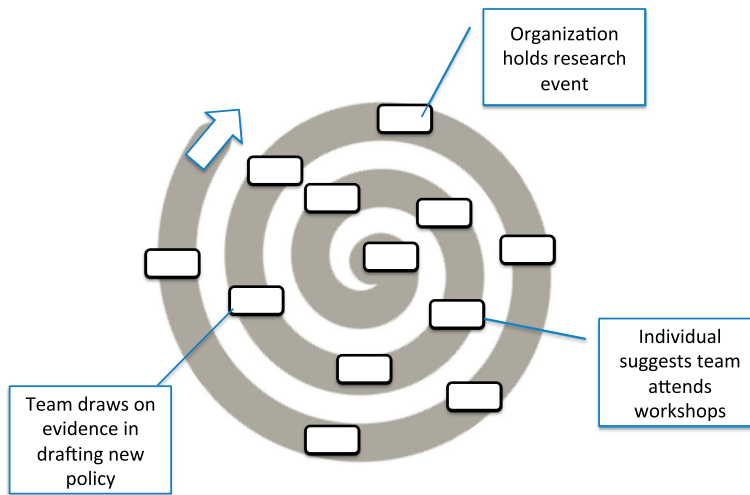 Organization
holds research
event
Individual
suggests team
attends
workshops
Team draws on
evidence in
drafting new
policy